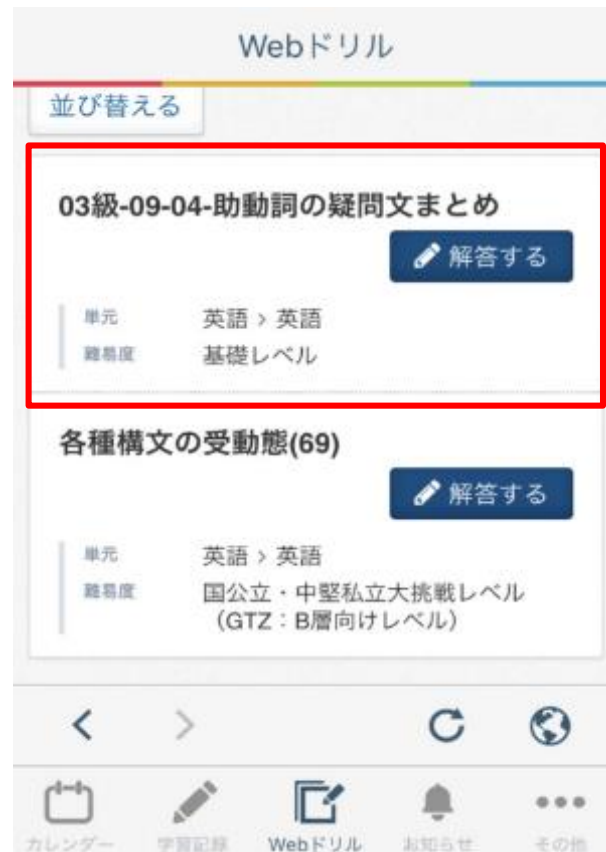 Webドリル
並び替える
03級-09-04-助動詞の疑問文まとめ
解答する
単元 英語 > 英語
難易度 基礎レベル
各種構文の受動態(69)
解答する
単元 英語 > 英語
難易度 国公立・中堅私立大挑戦レベル
（GTZ：B層向けレベル）
カレンダー 学習記録 Webドリル お知らせ その他